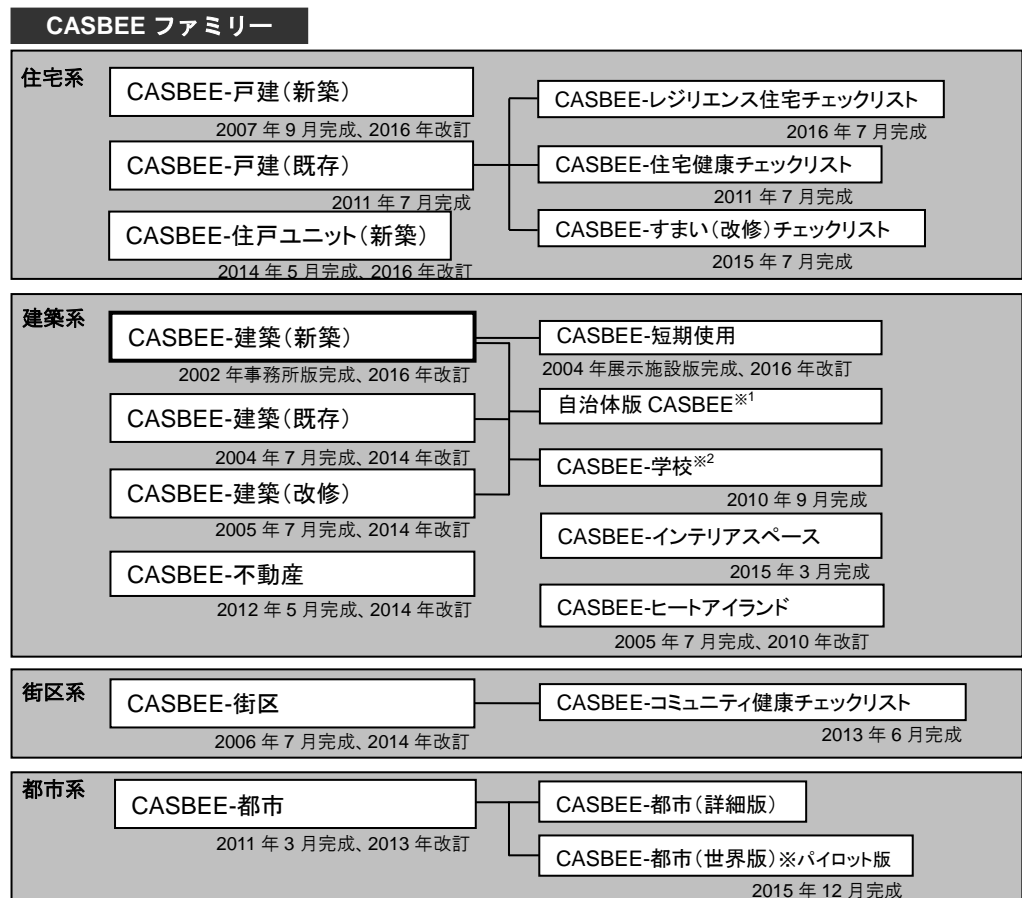 CASBEE ファミリー
住宅系
CASBEE-戸建（新築）
2007 年 9 月完成、2016 年改訂
CASBEE-戸建（既存）
2011 年 7 月完成
CASBEE-住戸ユニット（新築）
2014 年 5 月完成、2016 年改訂
CASBEE-レジリエンス住宅チェックリスト
2016 年 7 月完成
CASBEE-住宅健康チェックリスト
2011 年 7 月完成
CASBEE-すまい（改修）チェックリスト
2015 年 7 月完成
建築系
CASBEE-建築（新築）
2002 年事務所版完成、2016 年改訂
CASBEE-建築（既存）
2004 年 7 月完成、2014 年改訂
CASBEE-建築（改修）
2005 年 7 月完成、2014 年改訂
CASBEE-不動産
2012 年 5 月完成、2014 年改訂
CASBEE-短期使用
2004 年展示施設版完成、2016 年改訂
自治体版 CASBEE※1
CASBEE-学校※2
2010 年 9 月完成
CASBEE-インテリアスペース
2015 年 3 月完成
CASBEE-ヒートアイランド
2005 年 7 月完成、2010 年改訂
街区系
CASBEE-街区
2006 年 7 月完成、2014 年改訂
CASBEE-コミュニティ健康チェックリスト
2013 年 6 月完成
都市系
CASBEE-都市
2011 年 3 月完成、2013 年改訂
CASBEE-都市（詳細版）
CASBEE-都市（世界版）※パイロット版
2015 年 12 月完成